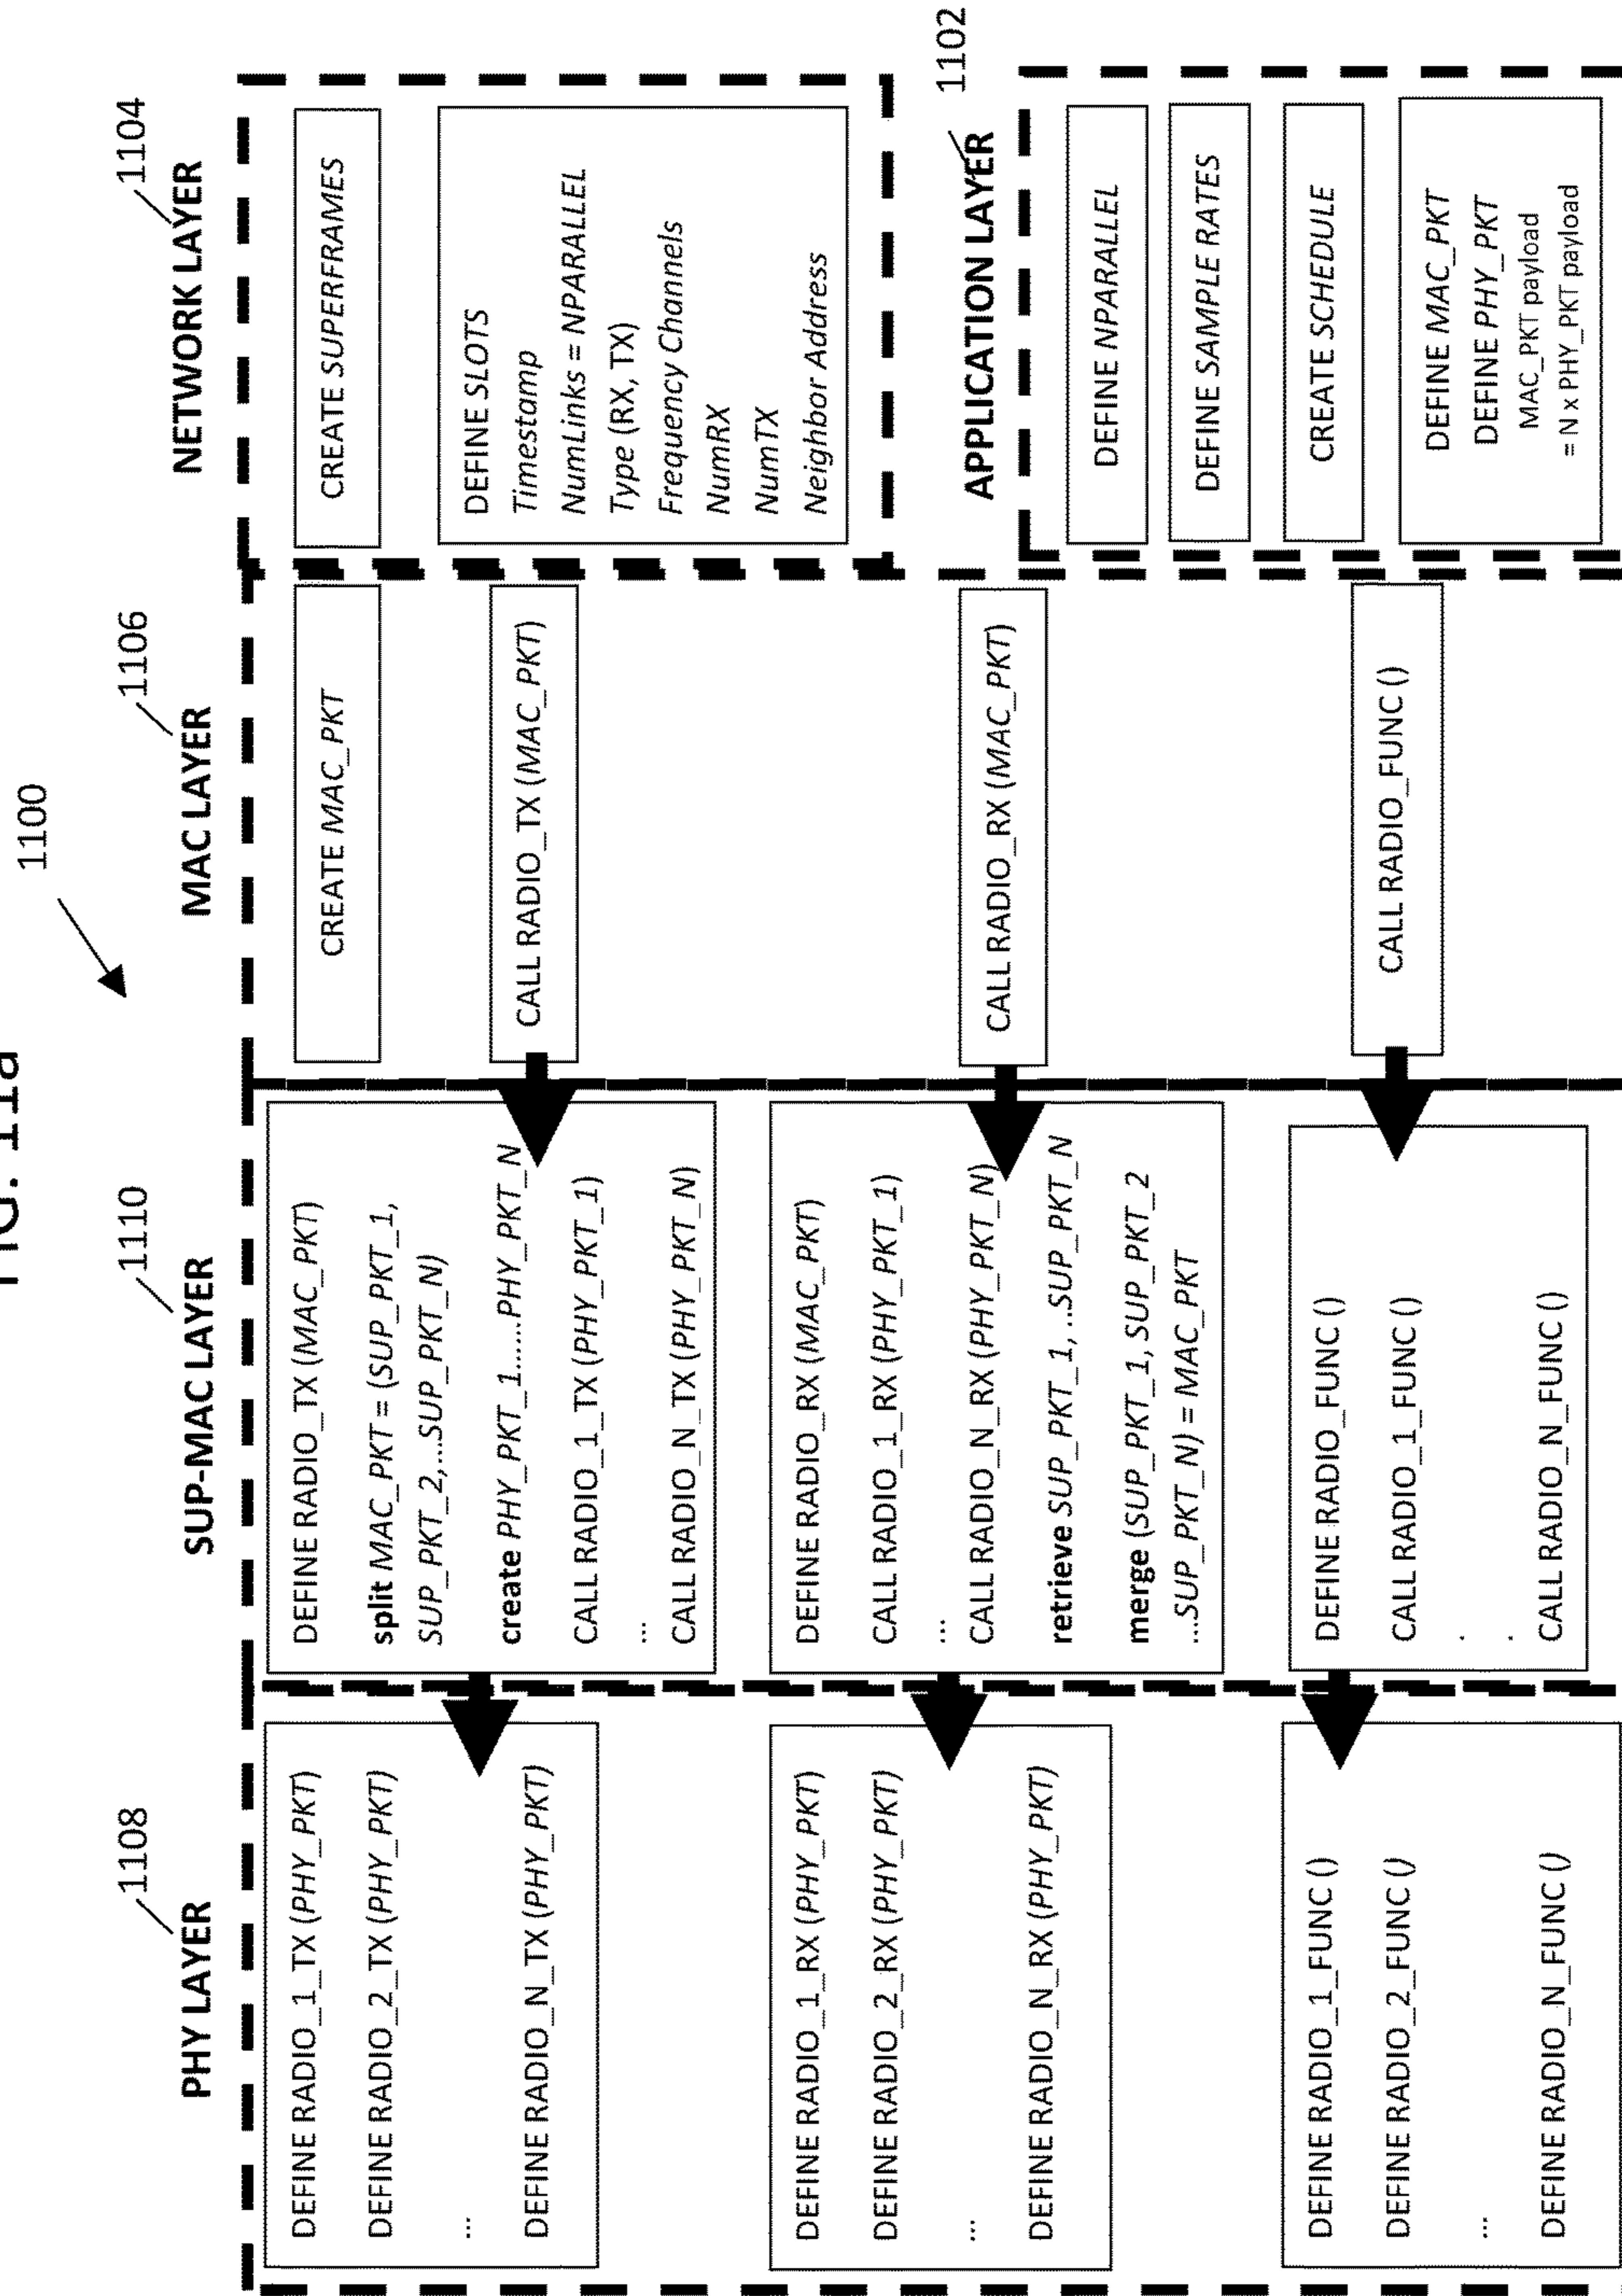 FIG. 11a
1100
PHY LAYER
1108
DEFINE RADIO_1_TX (PHY_PKT)
DEFINE RADIO_2_TX (PHY_PKT)
...
DEFINE RADIO_N_TX (PHY_PKT)
DEFINE RADIO_1_RX (PHY_PKT)
DEFINE RADIO_2_RX (PHY_PKT)
...
DEFINE RADIO_N_RX (PHY_PKT)
DEFINE RADIO_1_FUNC ()
DEFINE RADIO_2_FUNC ()
...
DEFINE RADIO_N_FUNC ()
SUP-MAC LAYER
1110
DEFINE RADIO_TX (MAC_PKT)
split MAC_PKT = (SUP_PKT_1,
SUP_PKT_2,...SUP_PKT_N)
create PHY_PKT_1......PHY_PKT_N
CALL RADIO_1_TX (PHY_PKT_1)
...
CALL RADIO_N_TX (PHY_PKT_N)
DEFINE RADIO_RX (MAC_PKT)
CALL RADIO_1_RX (PHY_PKT_1)
...
CALL RADIO_N_RX (PHY_PKT_N)
retrieve SUP_PKT_1, ..SUP_PKT_N
merge (SUP_PKT_1, SUP_PKT_2
....SUP_PKT_N) = MAC_PKT
DEFINE RADIO_FUNC ()
CALL RADIO_1_FUNC ()
.
.
CALL RADIO_N_FUNC ()
MAC LAYER
1106
CREATE MAC_PKT
CALL RADIO_TX (MAC_PKT)
CALL RADIO_RX (MAC_PKT)
CALL RADIO_FUNC ()
NETWORK LAYER
1104
CREATE SUPERFRAMES
DEFINE SLOTS
Timestamp
NumLinks = NPARALLEL
Type (RX, TX)
Frequency Channels
NumRX
NumTX
Neighbor Address
APPLICATION LAYER
1102
DEFINE NPARALLEL
DEFINE SAMPLE RATES
CREATE SCHEDULE
DEFINE MAC_PKT
DEFINE PHY_PKT
MAC_PKT payload
= N x PHY_PKT payload